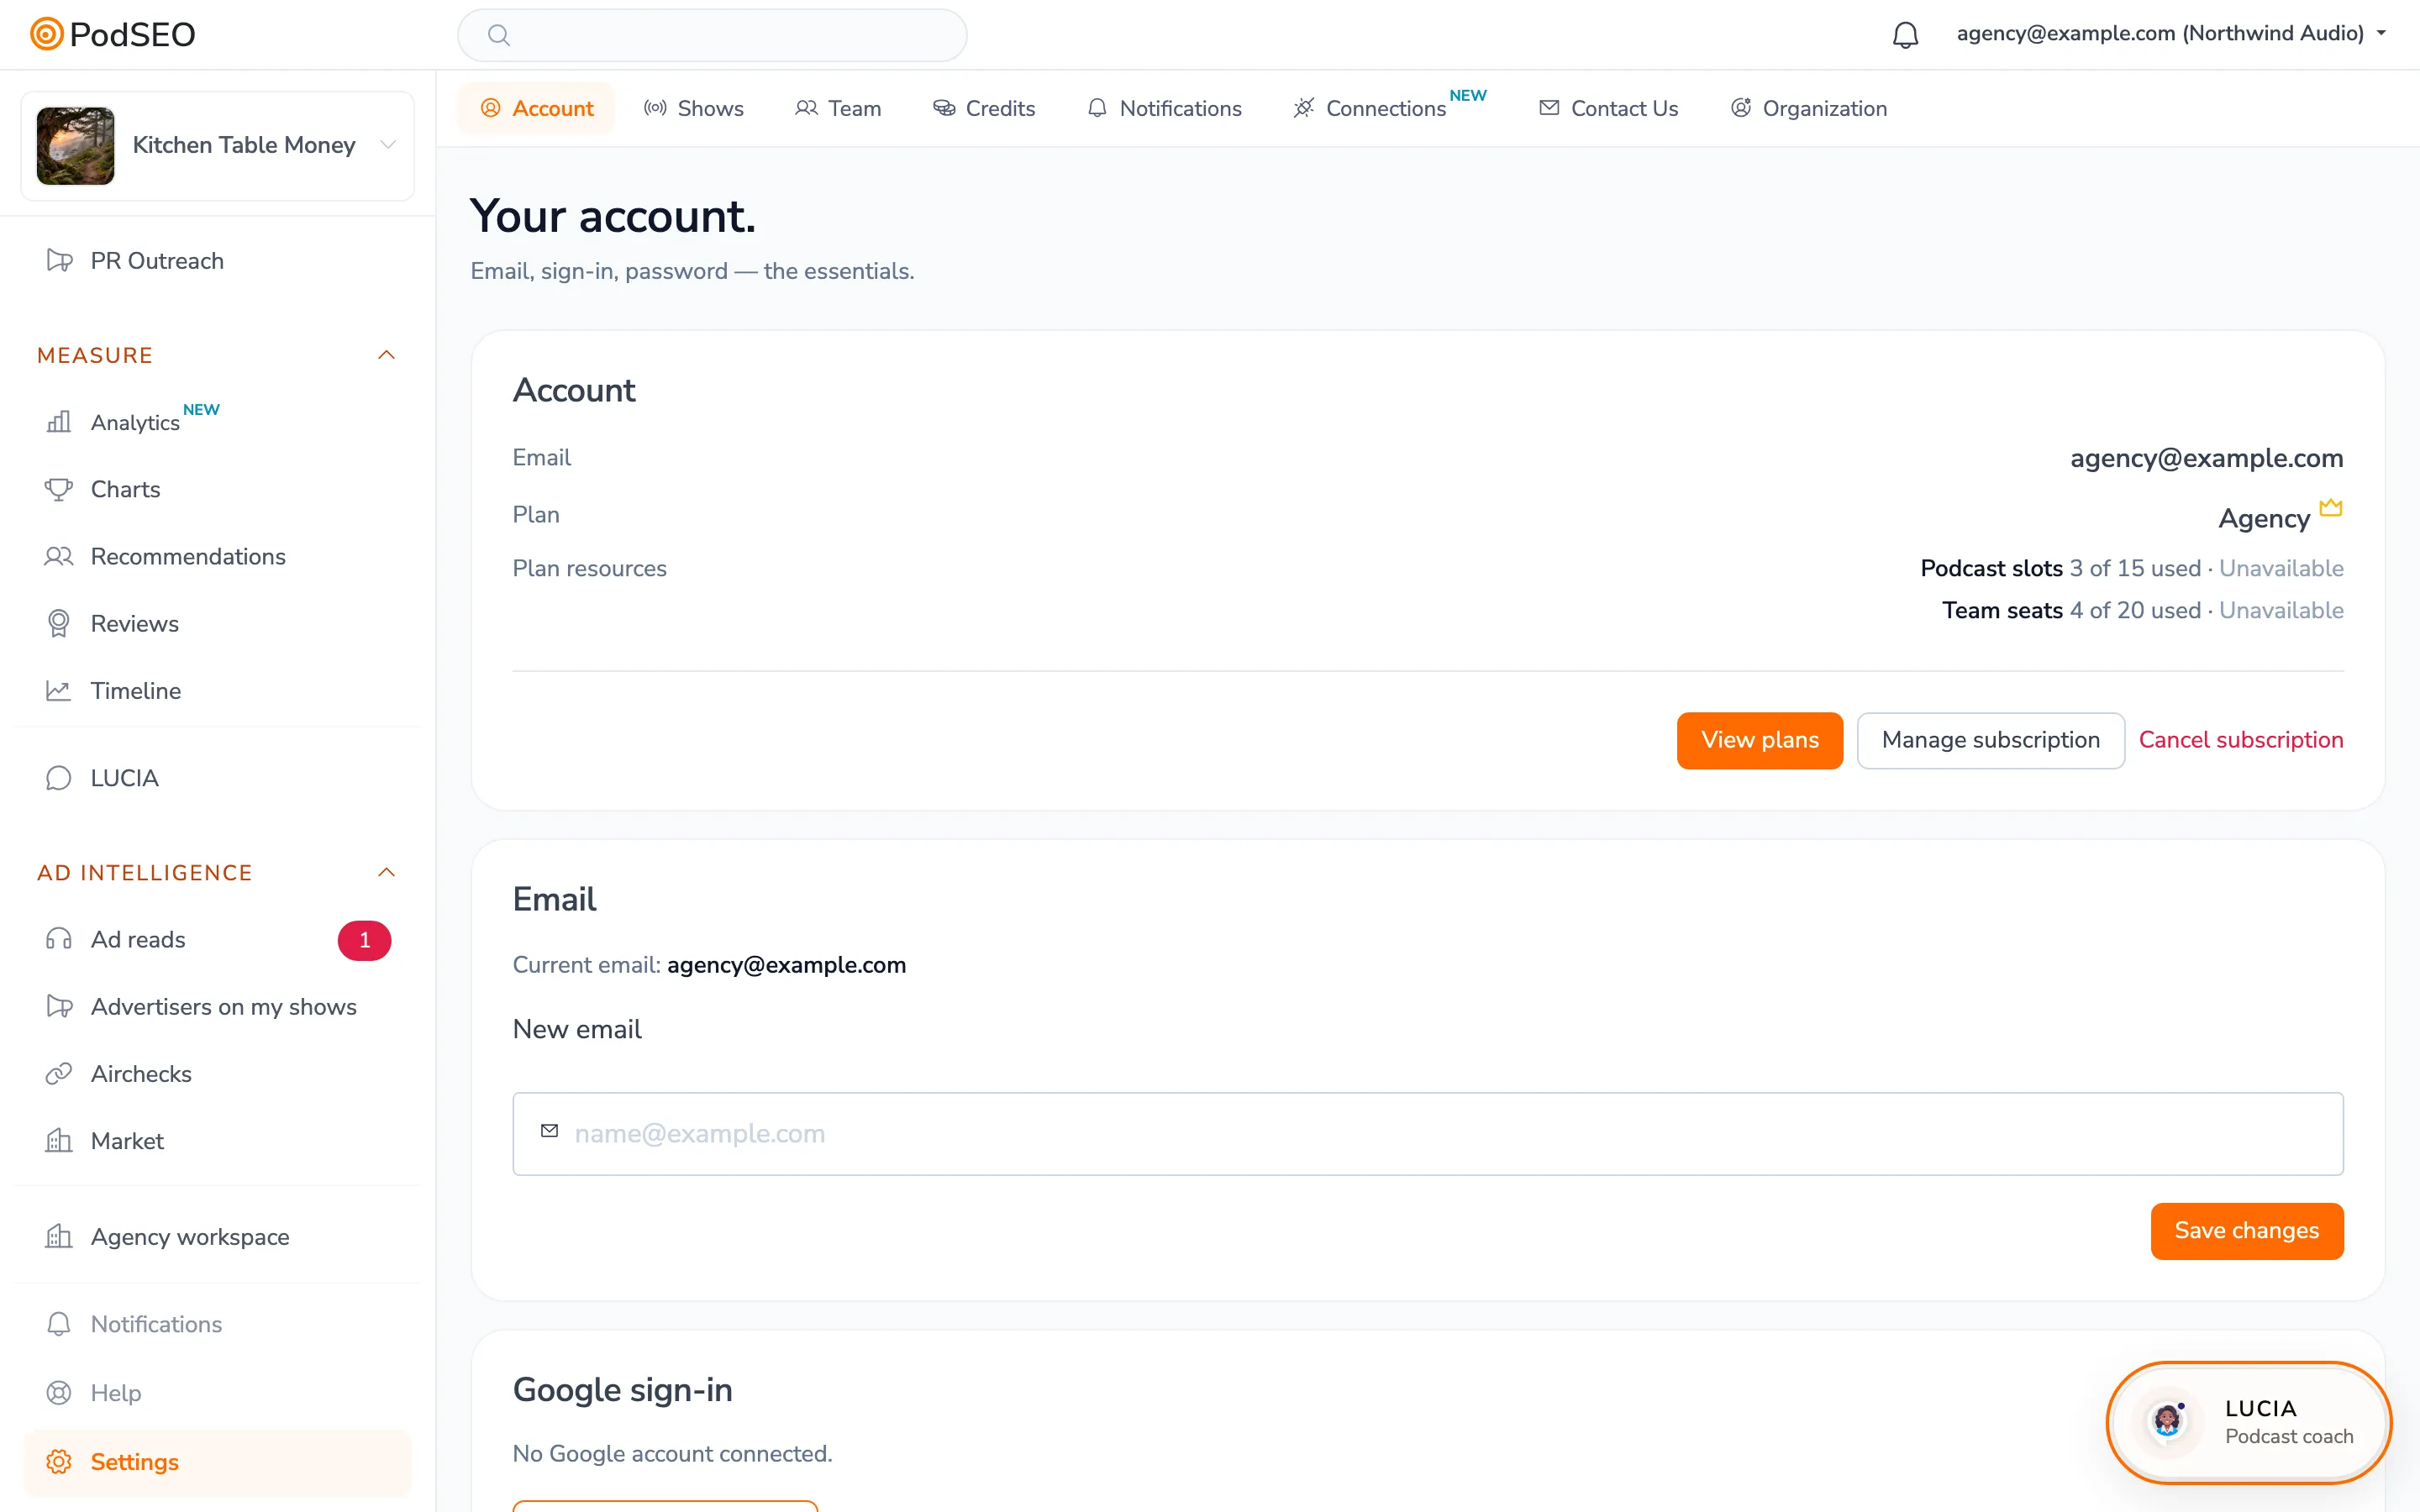 PodSEO
agency@example.com (Northwind Audio)
Kitchen Table Money
PR Outreach
MEASURE
Analytics NEW
Charts
Recommendations
Reviews
Timeline
LUCIA
AD INTELLIGENCE
Ad reads 1
Advertisers on my shows
Airchecks
Market
Agency workspace
Notifications
Help
Settings
Account
Shows
Team
Credits
Notifications
Connections NEW
Contact Us
Organization
Your account.
Email, sign-in, password — the essentials.
Account
Email agency@example.com
Plan Agency
Plan resources Podcast slots 3 of 15 used · Unavailable
Team seats 4 of 20 used · Unavailable
View plans
Manage subscription
Cancel subscription
Email
Current email: agency@example.com
New email
name@example.com
Save changes
Google sign-in
No Google account connected.
LUCIA
Podcast coach